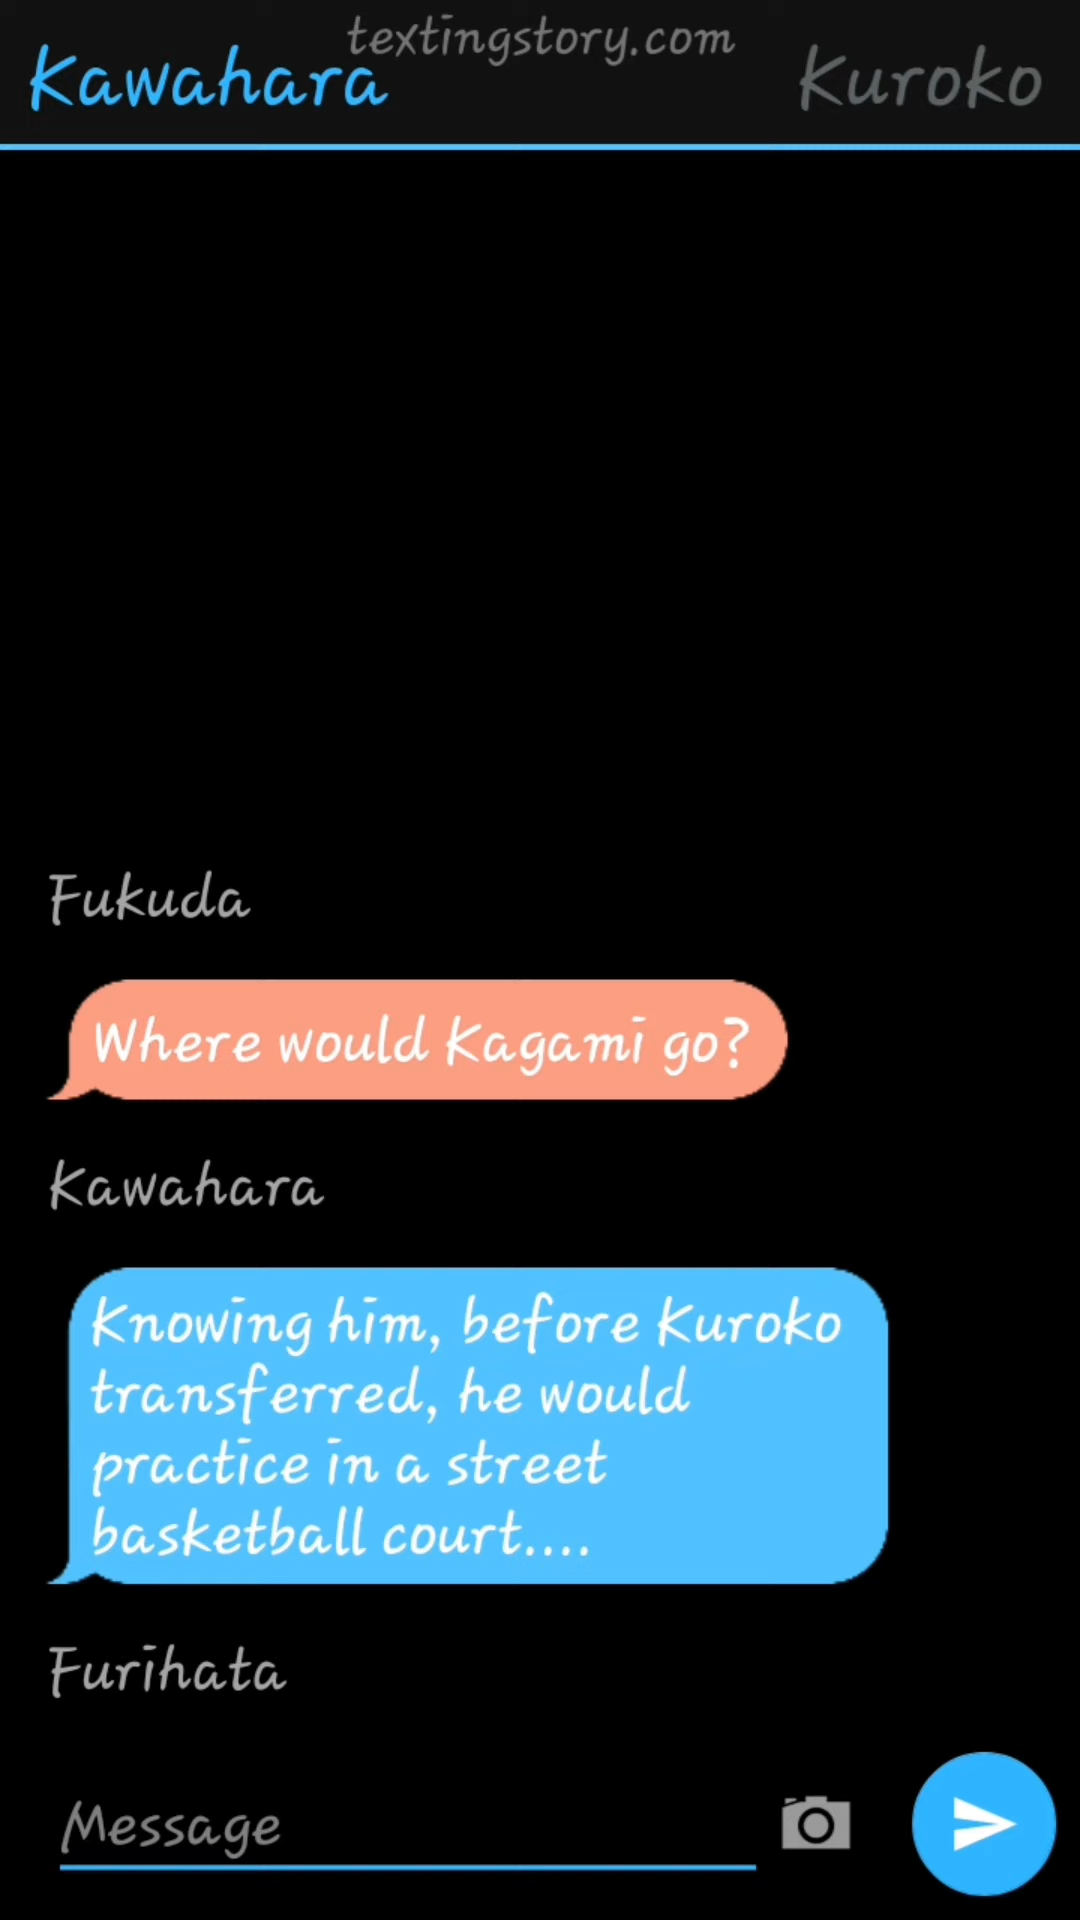 textingstory.com
Kawahara
Kuroko
Fukuda
Where would Kagami go?
Kawahara
Knowing him, before Kuroko
transferred, he would
practice in a street
basketball court....
Furihata
Message